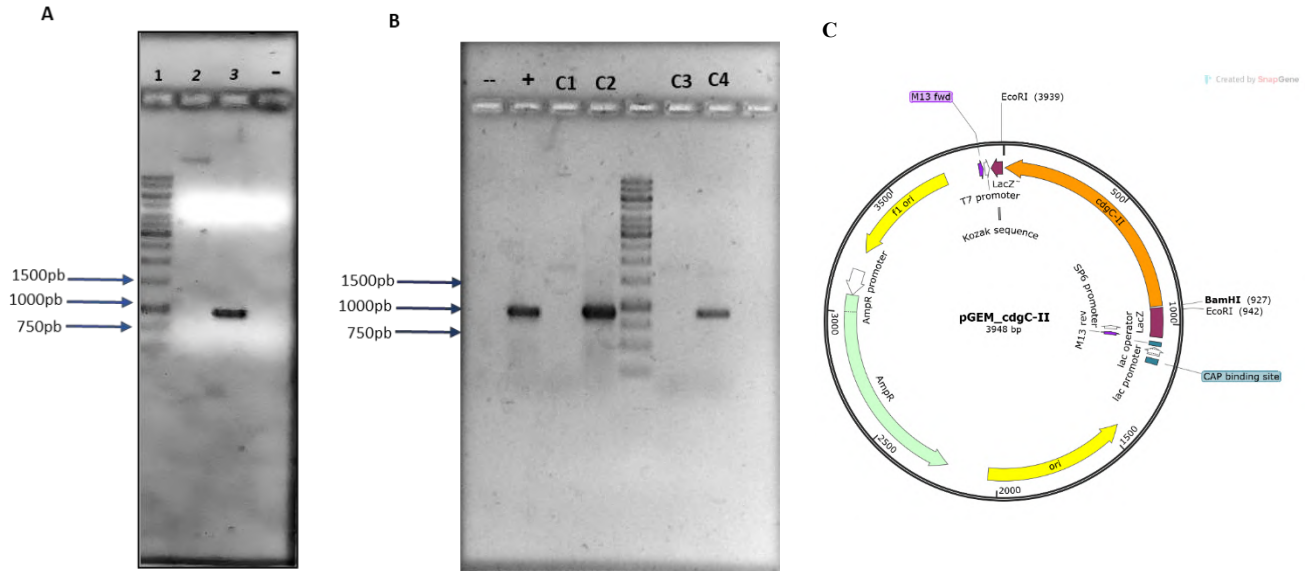 A
1 2 3 -
1500pb
1000pb
750pb
B
-- + C1 C2 C3 C4
1500pb
1000pb
750pb
C
Created by SnapGene
M13 fwd
EcoRI (3939)
LacZ
T7 promoter
Kozak sequence
f1 ori
3500
AmpR promoter
3000
AmpR
2500
ori
2000
1500
500
cdgC-II
BamHI (927)
EcoRI (942)
1000
LacZ
SP6 promoter
M13 rev
lac operator
lac promoter
CAP binding site
pGEM_cdgC-II
3948 bp